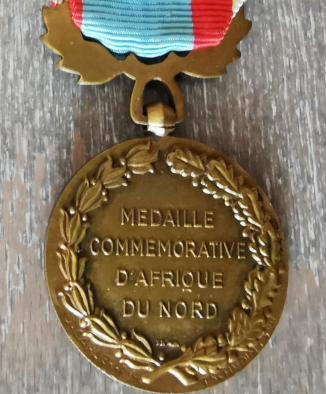 MEDAILLE
COMMEMORATIVE
D'AFRIQUE
DU NORD